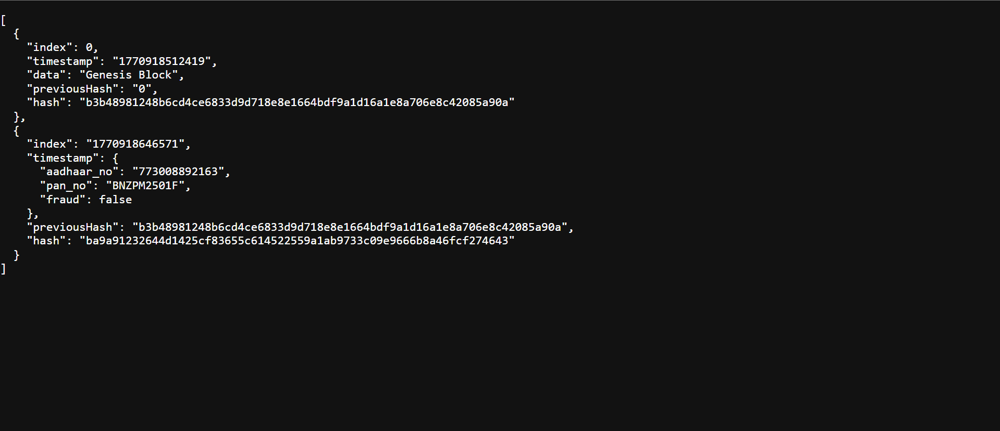 [
  {
    "index": 0,
    "timestamp": "1770918512419",
    "data": "Genesis Block",
    "previousHash": "0",
    "hash": "b3b48981248b6cd4ce6833d9d718e8e1664bdf9a1d16a1e8a706e8c42085a90a"
  },
  {
    "index": "1770918646571",
    "timestamp": {
      "aadhaar_no": "773008892163",
      "pan_no": "BNZPM2501F",
      "fraud": false
    },
    "previousHash": "b3b48981248b6cd4ce6833d9d718e8e1664bdf9a1d16a1e8a706e8c42085a90a",
    "hash": "ba9a91232644d1425cf83655c614522559a1ab9733c09e9666b8a46fcf274643"
  }
]